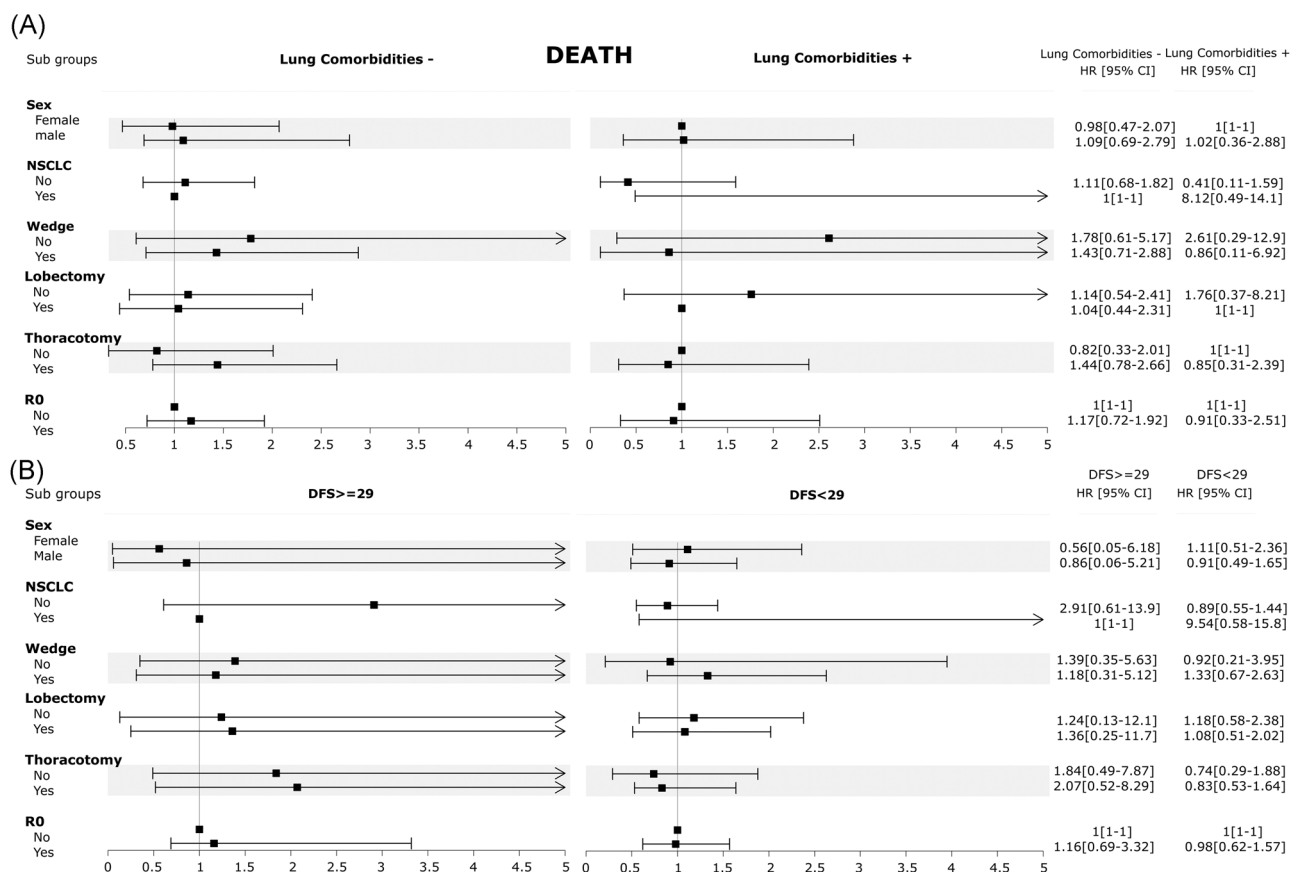 (A)
DEATH
Sub groups Lung Comorbidities - Lung Comorbidities + Lung Comorbidities - Lung Comorbidities +
HR [95% CI] HR [95% CI]
Sex
Female 0.98[0.47-2.07] 1[1-1]
male 1.09[0.69-2.79] 1.02[0.36-2.88]
NSCLC
No 1.11[0.68-1.82] 0.41[0.11-1.59]
Yes 1[1-1] 8.12[0.49-14.1]
Wedge
No 1.78[0.61-5.17] 2.61[0.29-12.9]
Yes 1.43[0.71-2.88] 0.86[0.11-6.92]
Lobectomy
No 1.14[0.54-2.41] 1.76[0.37-8.21]
Yes 1.04[0.44-2.31] 1[1-1]
Thoracotomy
No 0.82[0.33-2.01] 1[1-1]
Yes 1.44[0.78-2.66] 0.85[0.31-2.39]
R0
No 1[1-1] 1[1-1]
Yes 1.17[0.72-1.92] 0.91[0.33-2.51]
0.5 1 1.5 2 2.5 3 3.5 4 4.5 5 0 0.5 1 1.5 2 2.5 3 3.5 4 4.5 5
(B)
Sub groups DFS>=29 DFS<29 DFS>=29 DFS<29
HR [95% CI] HR [95% CI]
Sex
Female 0.56[0.05-6.18] 1.11[0.51-2.36]
Male 0.86[0.06-5.21] 0.91[0.49-1.65]
NSCLC
No 2.91[0.61-13.9] 0.89[0.55-1.44]
Yes 1[1-1] 9.54[0.58-15.8]
Wedge
No 1.39[0.35-5.63] 0.92[0.21-3.95]
Yes 1.18[0.31-5.12] 1.33[0.67-2.63]
Lobectomy
No 1.24[0.13-12.1] 1.18[0.58-2.38]
Yes 1.36[0.25-11.7] 1.08[0.51-2.02]
Thoracotomy
No 1.84[0.49-7.87] 0.74[0.29-1.88]
Yes 2.07[0.52-8.29] 0.83[0.53-1.64]
R0
No 1[1-1] 1[1-1]
Yes 1.16[0.69-3.32] 0.98[0.62-1.57]
0 0.5 1 1.5 2 2.5 3 3.5 4 4.5 5 0 0.5 1 1.5 2 2.5 3 3.5 4 4.5 5